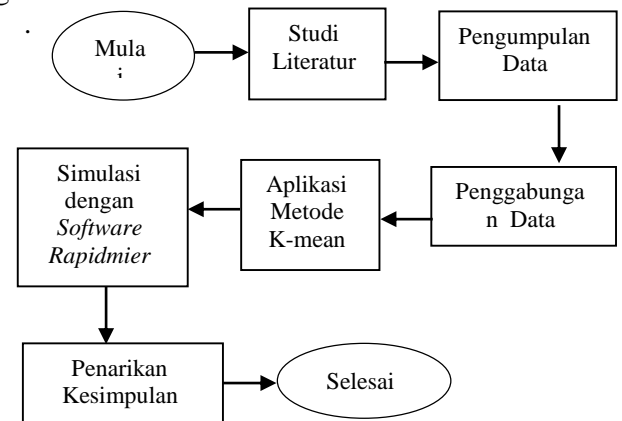 Mula
i
Studi
Literatur
Pengumpulan
Data
Penggabunga
n Data
Aplikasi
Metode
K-mean
Simulasi
dengan
Software
Rapidmier
Penarikan
Kesimpulan
Selesai